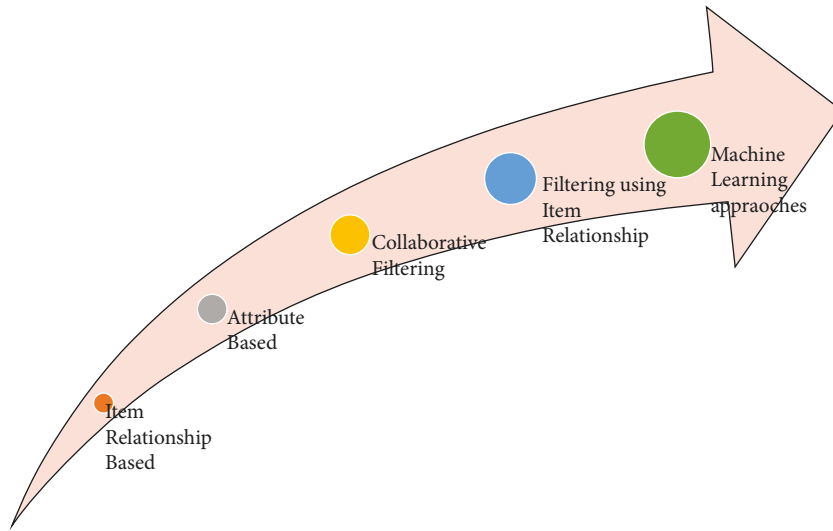 Item
Relationship
Based
Attribute
Based
Collaborative
Filtering
Filtering using
Item
Relationship
Machine
Learning
appraoches